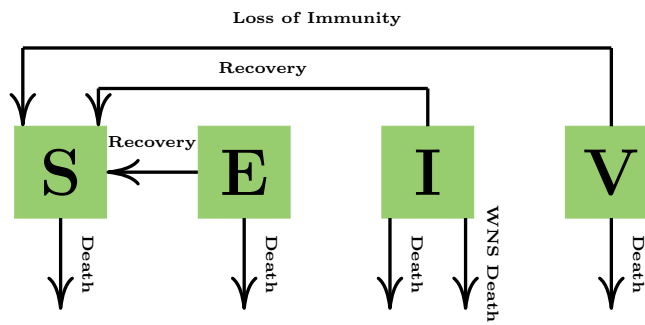 Loss of Immunity
Recovery
Recovery
S
E
I
V
Death
Death
Death
WNS Death
Death